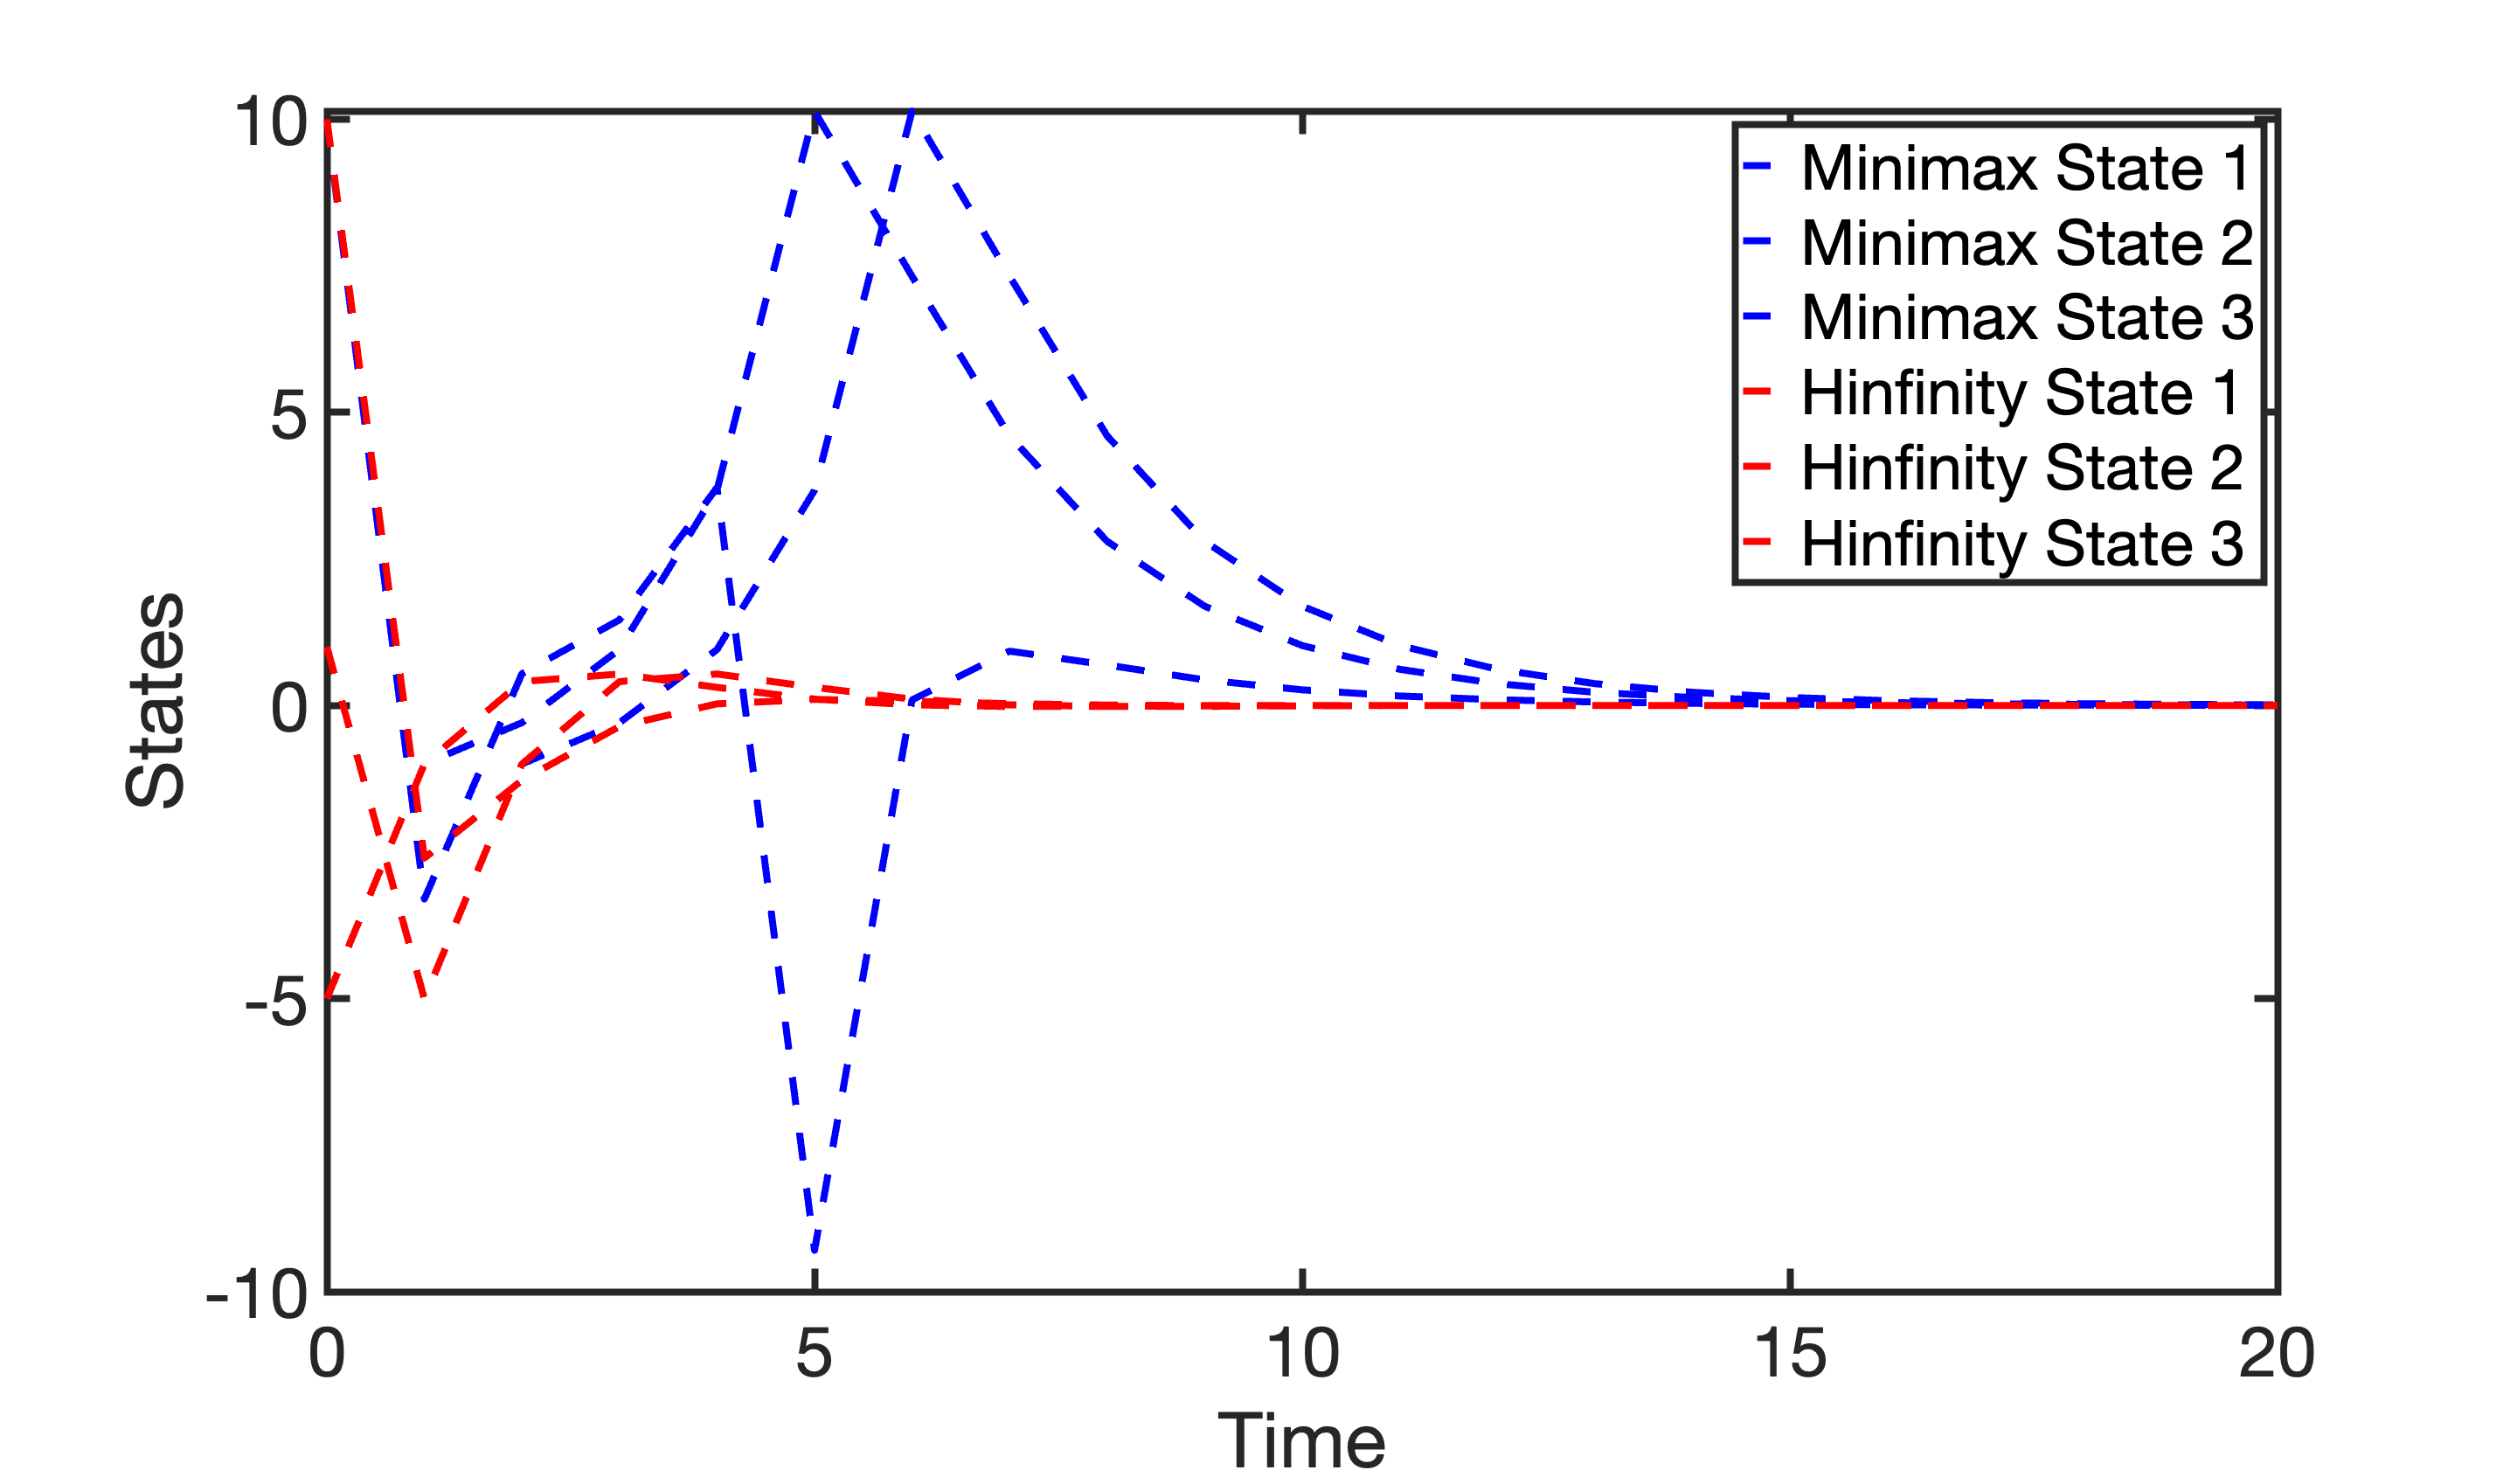 10
5
0
-5
-10
States
Minimax State 1
Minimax State 2
Minimax State 3
Hinfinity State 1
Hinfinity State 2
Hinfinity State 3
0 5 10 15 20
Time